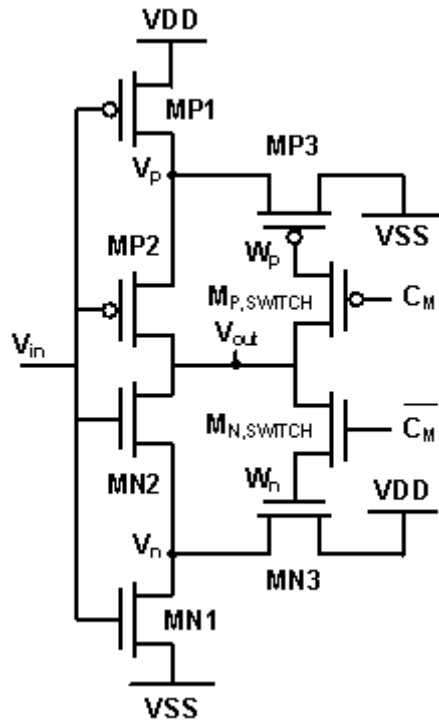 VDD
MP1
MP3
Vp
MP2
Wp
VSS
MP,SWITCH
CM
Vout
Vin
MN,SWITCH
CM
MN2
Wn
VDD
Vn
MN3
MN1
VSS